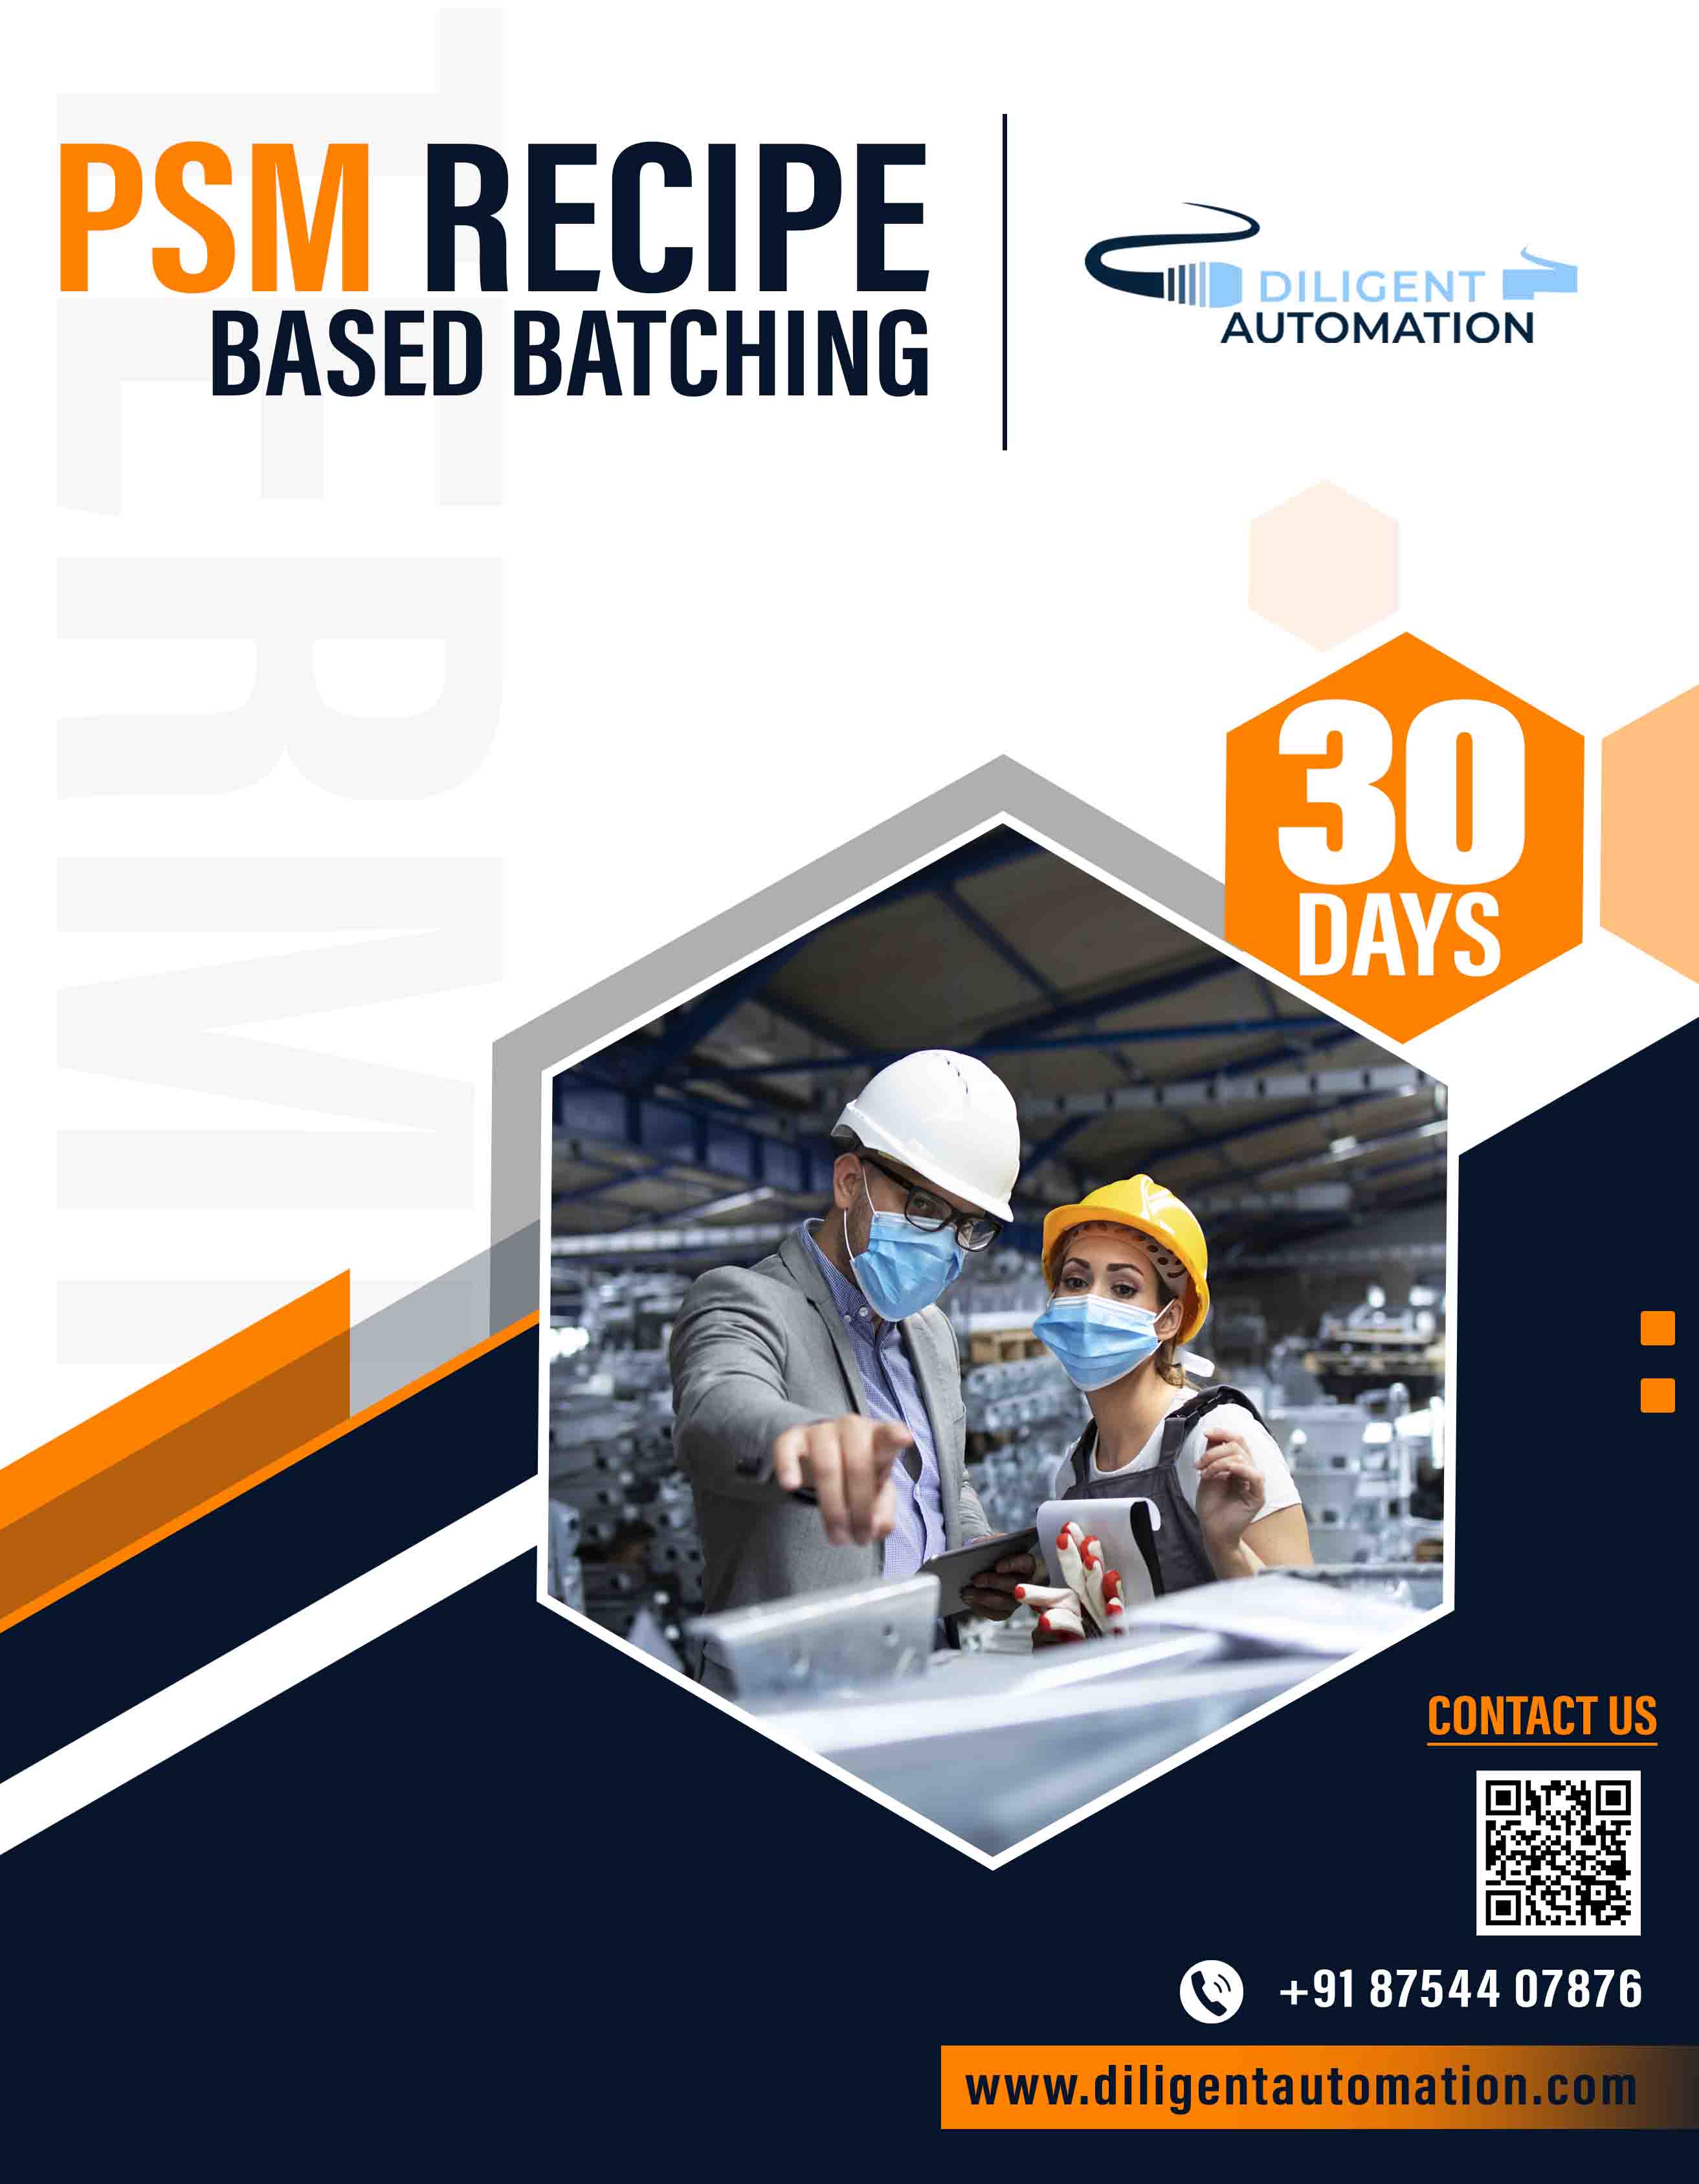 PSM RECIPE
BASED BATCHING
DILIGENT
AUTOMATION
30
DAYS
CONTACT US
+91 87544 07876
www.diligentautomation.com